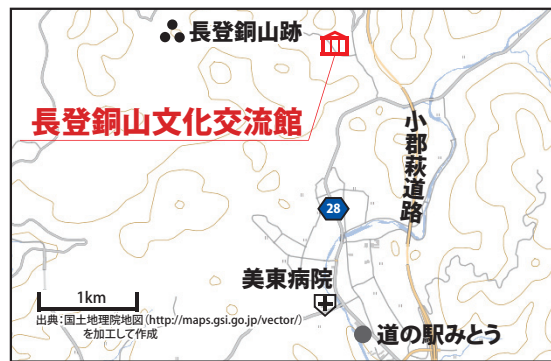 長登銅山跡
長登銅山文化交流館
小郡萩道路
28
美東病院
1km
出典：国土地理院地図（http://maps.gsi.go.jp/vector/）
を加工して作成
道の駅みとう